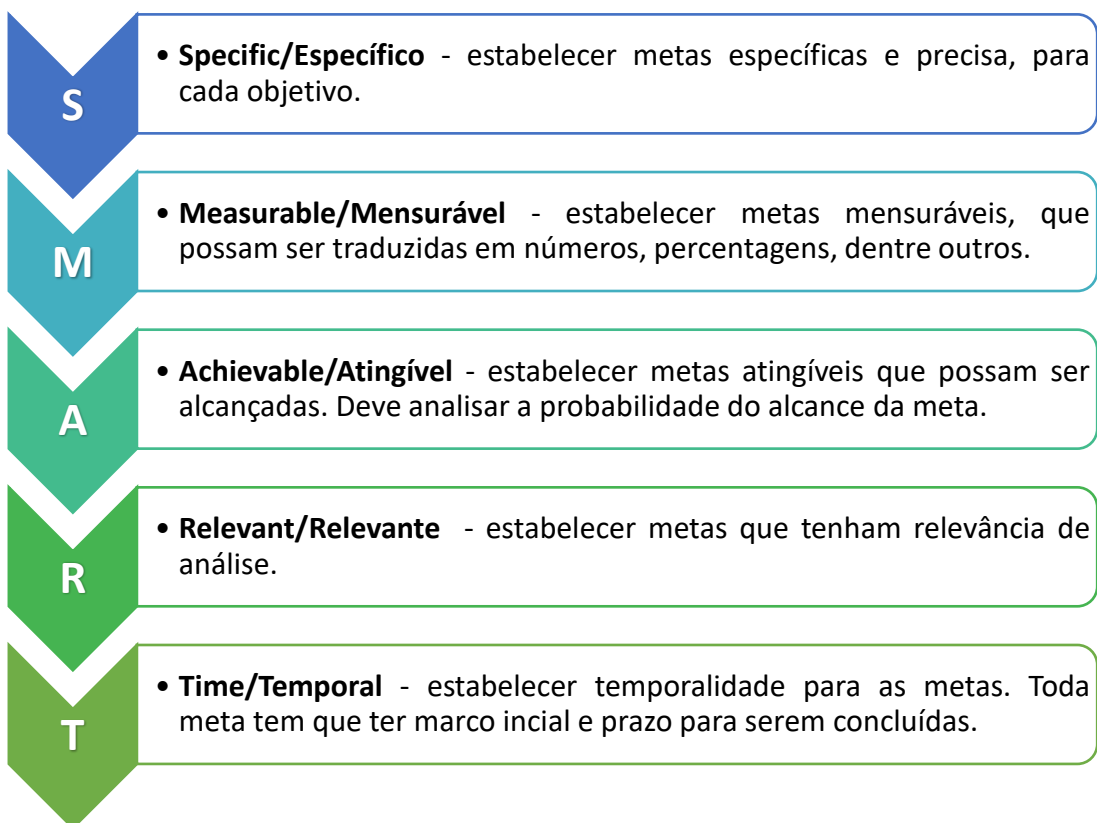 S
• Specific/Específico - estabelecer metas específicas e precisa, para
cada objetivo.
M
• Measurable/Mensurável - estabelecer metas mensuráveis, que
possam ser traduzidas em números, percentagens, dentre outros.
A
• Achievable/Atingível - estabelecer metas atingíveis que possam ser
alcançadas. Deve analisar a probabilidade do alcance da meta.
R
• Relevant/Relevante - estabelecer metas que tenham relevância de
análise.
T
• Time/Temporal - estabelecer temporalidade para as metas. Toda
meta tem que ter marco incial e prazo para serem concluídas.